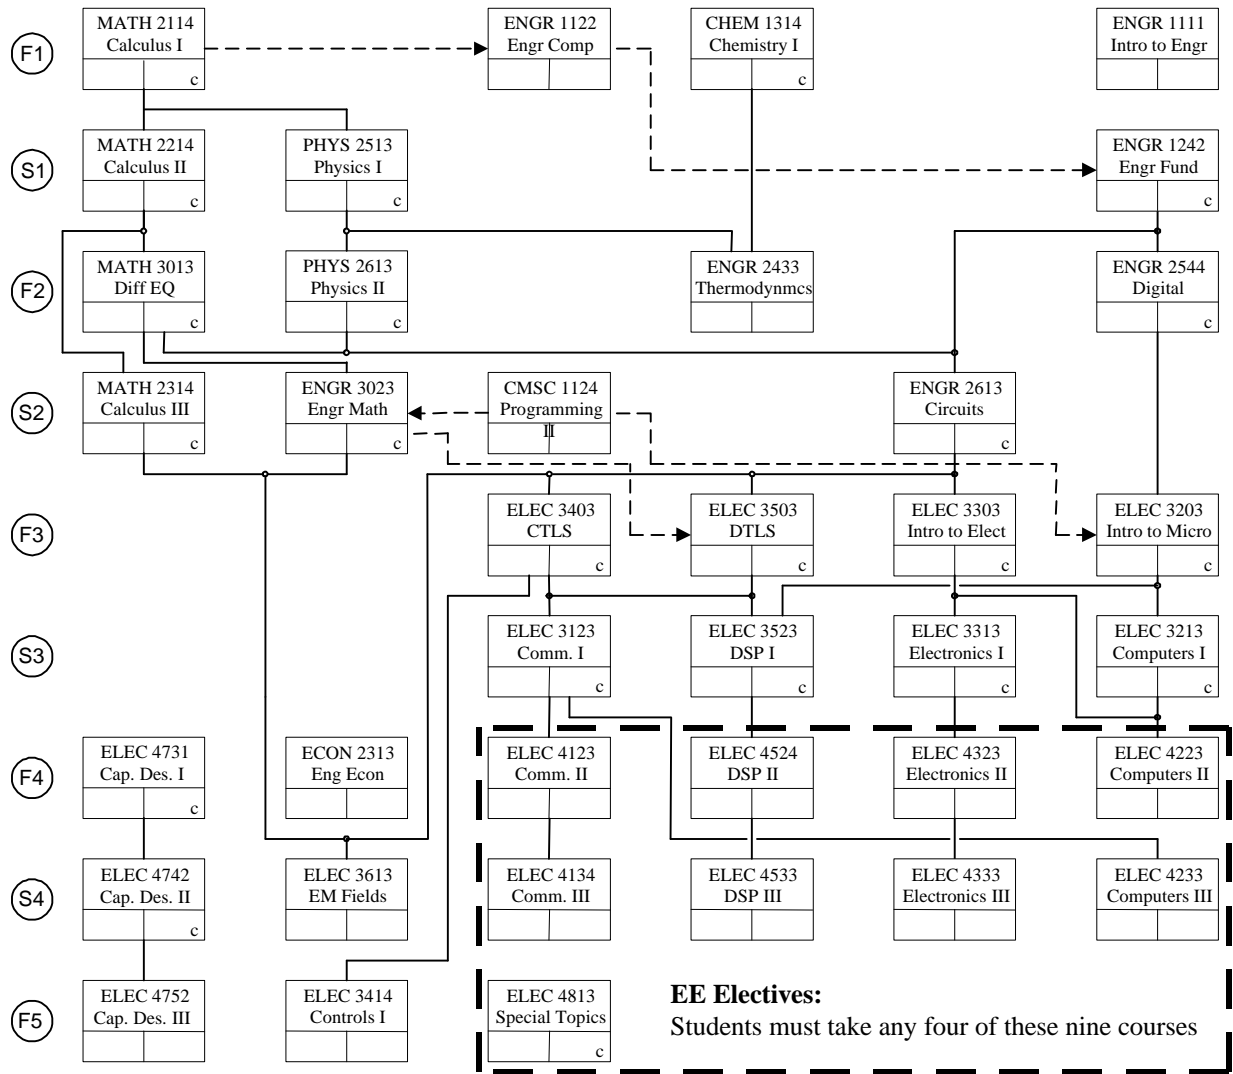 F1
MATH 2114
Calculus I
c
ENGR 1122
Engr Comp
CHEM 1314
Chemistry I
c
ENGR 1111
Intro to Engr
S1
MATH 2214
Calculus II
c
PHYS 2513
Physics I
c
ENGR 1242
Engr Fund
c
F2
MATH 3013
Diff EQ
c
PHYS 2613
Physics II
c
ENGR 2433
Thermodynmcs
ENGR 2544
Digital
c
S2
MATH 2314
Calculus III
c
ENGR 3023
Engr Math
c
CMSC 1124
Programming
II
ENGR 2613
Circuits
c
F3
ELEC 3403
CTLS
c
ELEC 3503
DTLS
c
ELEC 3303
Intro to Elect
c
ELEC 3203
Intro to Micro
c
S3
ELEC 3123
Comm. I
c
ELEC 3523
DSP I
c
ELEC 3313
Electronics I
c
ELEC 3213
Computers I
c
F4
ELEC 4731
Cap. Des. I
c
ECON 2313
Eng Econ
ELEC 4123
Comm. II
ELEC 4524
DSP II
ELEC 4323
Electronics II
ELEC 4223
Computers II
S4
ELEC 4742
Cap. Des. II
c
ELEC 3613
EM Fields
ELEC 4134
Comm. III
ELEC 4533
DSP III
ELEC 4333
Electronics III
ELEC 4233
Computers III
F5
ELEC 4752
Cap. Des. III
ELEC 3414
Controls I
ELEC 4813
Special Topics
c
EE Electives:
Students must take any four of these nine courses